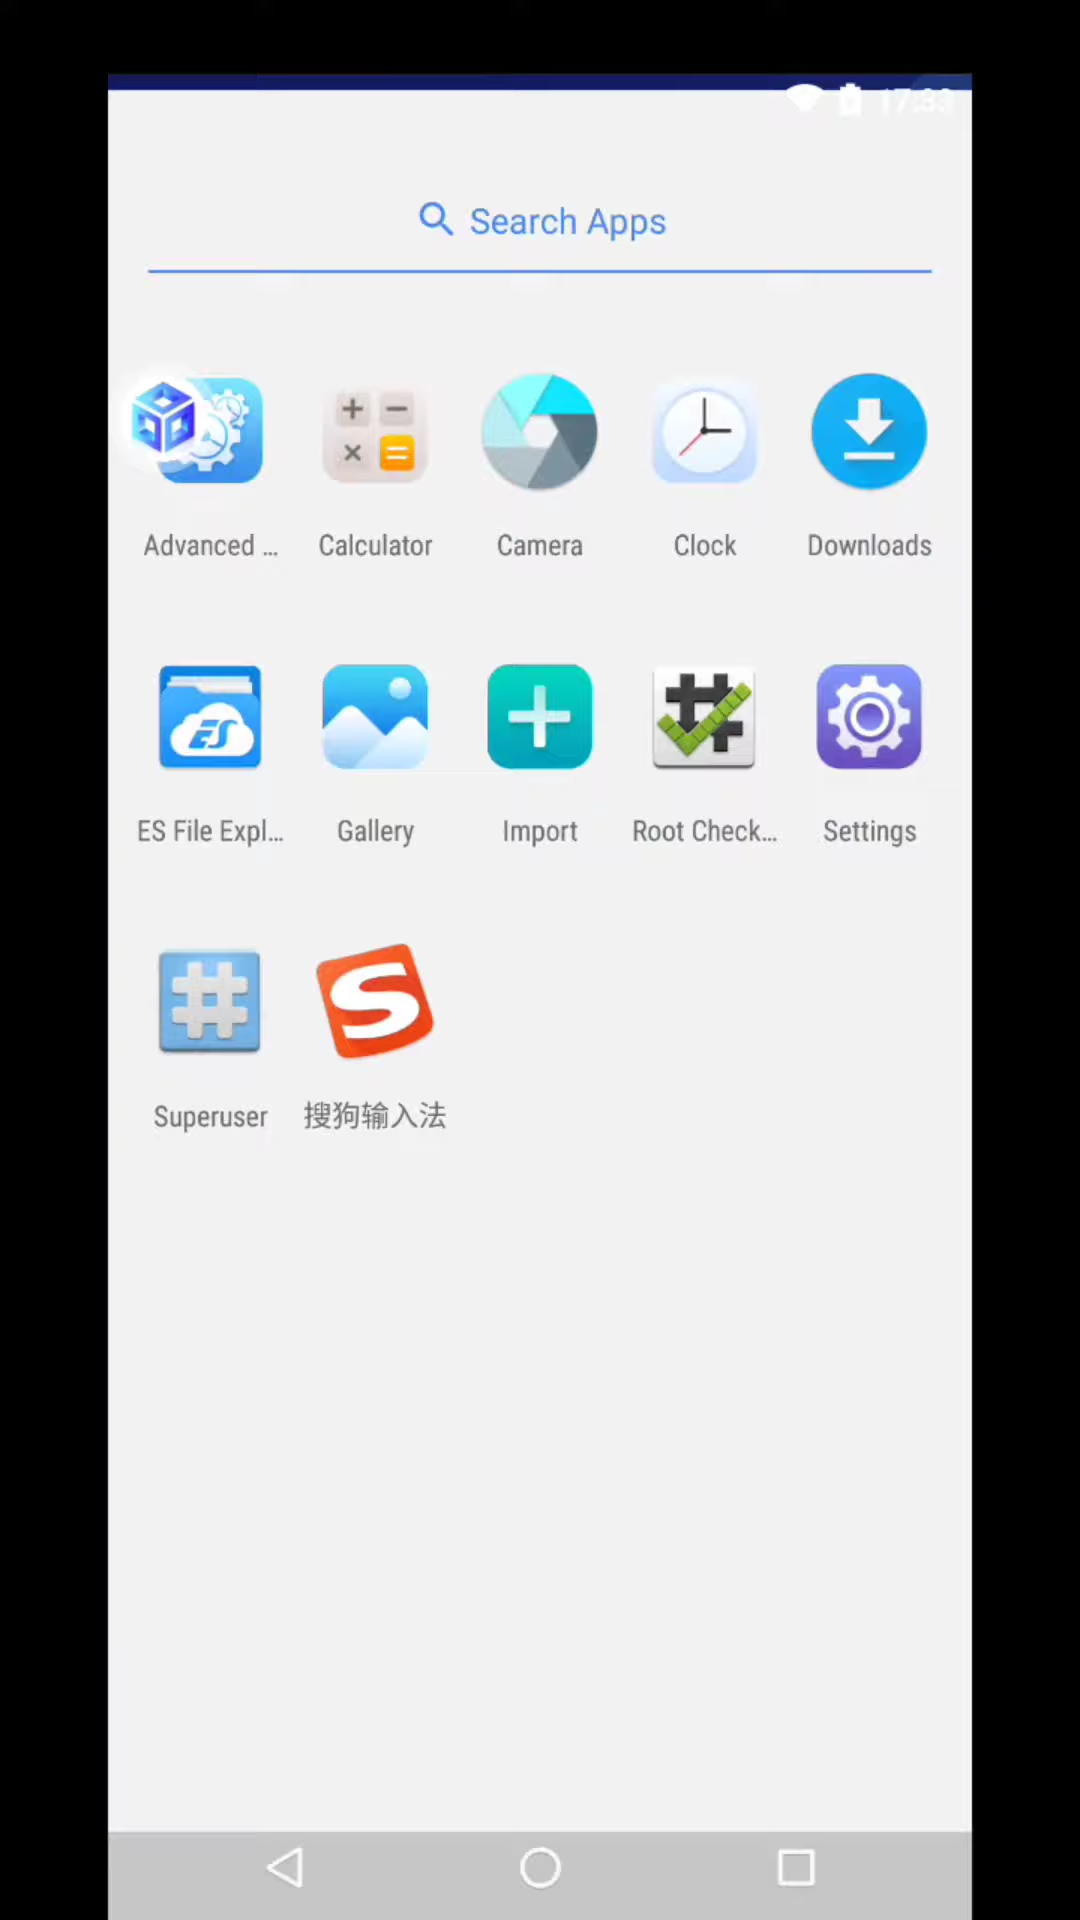 Search Apps
Advanced ...
Calculator
Camera
Clock
Downloads
ES File Expl...
Gallery
Import
Root Check...
Settings
Superuser
搜狗输入法